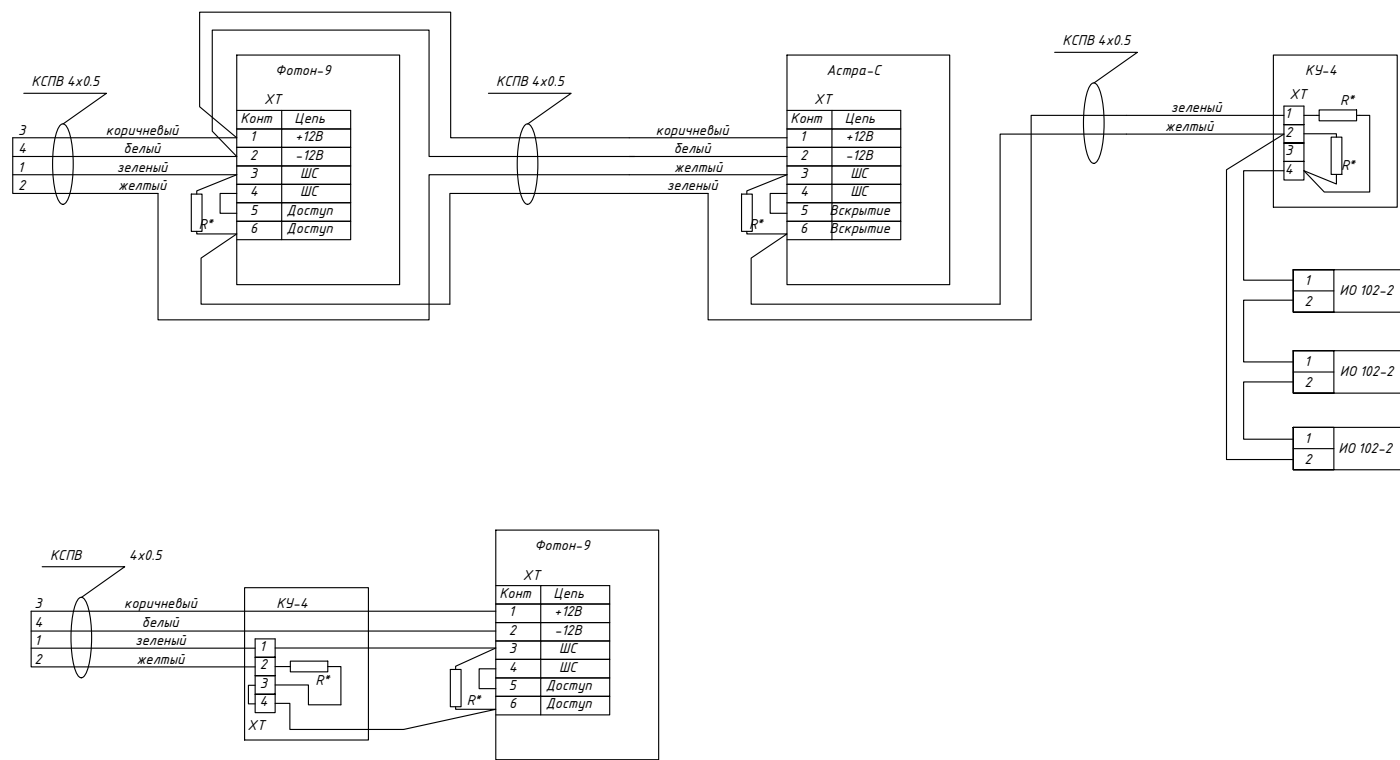 КСПВ 4х0.5
3 коричневый
4 белый
1 зеленый
2 желтый
Фотон-9
ХТ
Конт Цепь
1 +12В
2 -12В
3 ШС
4 ШС
5 Доступ
6 Доступ
R*
КСПВ 4х0.5
коричневый
белый
желтый
зеленый
Астра-С
ХТ
Конт Цепь
1 +12В
2 -12В
3 ШС
4 ШС
5 Вскрытие
6 Вскрытие
R*
КСПВ 4х0.5
зеленый
желтый
КУ-4
ХТ
1
2
3
4
R*
R*
1
2
ИО 102-2
1
2
ИО 102-2
1
2
ИО 102-2
КСПВ 4х0.5
3 коричневый
4 белый
1 зеленый
2 желтый
КУ-4
1
2
3
4
ХТ
R*
Фотон-9
ХТ
Конт Цепь
1 +12В
2 -12В
3 ШС
4 ШС
5 Доступ
6 Доступ
R*